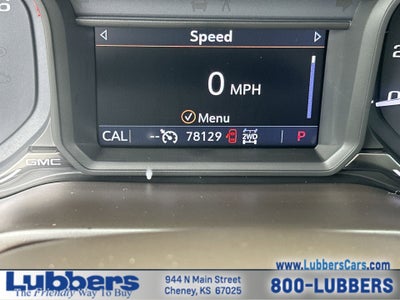 Speed
0 MPH
Menu
CAL -- 78129 2WD P
GMC
Lubbers
The Friendly Way To Buy
944 N Main Street
Cheney, KS 67025
www.LubbersCars.com
800-LUBBERS